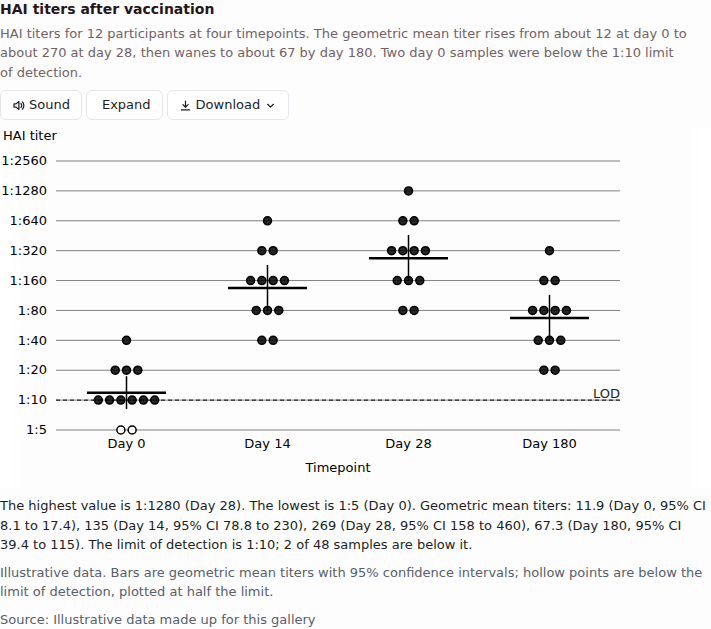 HAI titers after vaccination
HAI titers for 12 participants at four timepoints. The geometric mean titer rises from about 12 at day 0 to
about 270 at day 28, then wanes to about 67 by day 180. Two day 0 samples were below the 1:10 limit
of detection.
Sound Expand Download
HAI titer
1:2560
1:1280
1:640
1:320
1:160
1:80
1:40
1:20
LOD
1:10
1:5
Day 0 Day 14 Day 28 Day 180
Timepoint
The highest value is 1:1280 (Day 28). The lowest is 1:5 (Day 0). Geometric mean titers: 11.9 (Day 0, 95% CI
8.1 to 17.4), 135 (Day 14, 95% CI 78.8 to 230), 269 (Day 28, 95% CI 158 to 460), 67.3 (Day 180, 95% CI
39.4 to 115). The limit of detection is 1:10; 2 of 48 samples are below it.
Illustrative data. Bars are geometric mean titers with 95% confidence intervals; hollow points are below the
limit of detection, plotted at half the limit.
Source: Illustrative data made up for this gallery